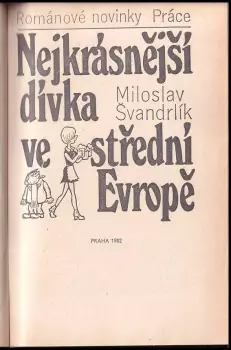 Románové novinky Práce
Nejkrásnější
dívka
Miloslav
Švandrlík
ve střední
Evropě
PRAHA 1982